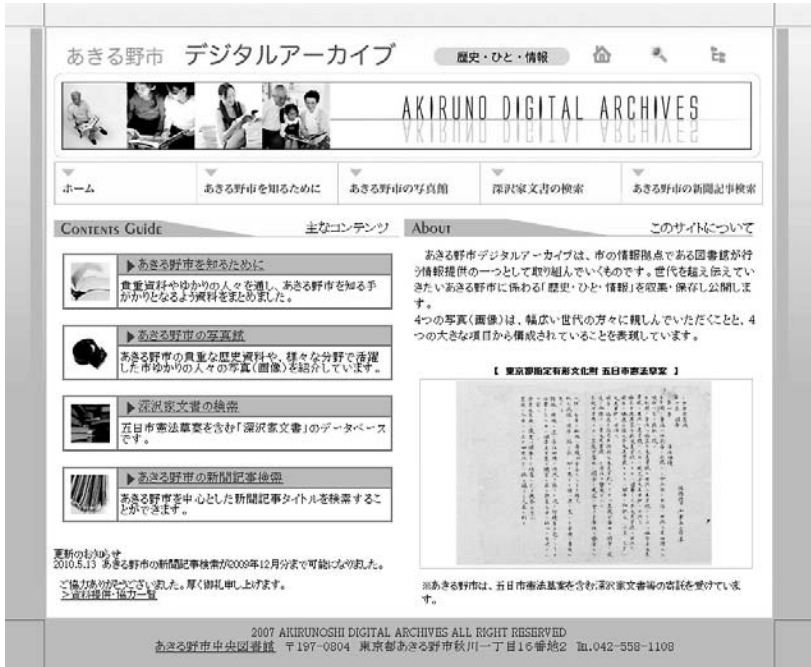 あきる野市 デジタルアーカイブ 歴史・ひと・情報
AKIRUNO DIGITAL ARCHIVES
ホーム あきる野市を知るために あきる野市の写真館 深沢家文書の検索 あきる野市の新聞記事検索
CONTENTS GUIDE 主なコンテンツ
▶あきる野市を知るために
貴重資料やゆかりの人々を通し、あきる野市を知る手
がかりとなるよう資料をまとめました。
▶あきる野市の写真館
あきる野市の貴重な歴史資料や、様々な分野で活躍
した市ゆかりの人々の写真(画像)を紹介しています。
▶深沢家文書の検索
五日市憲法草案を含む「深沢家文書」のデータベース
です。
▶あきる野市の新聞記事検索
あきる野市を中心とした新聞記事タイトルを検索するこ
とができます。
更新のお知らせ
2010.5.13 あきる野市の新聞記事検索が2009年12月分まで可能になりました。
ご協力ありがとうございました。厚く御礼申し上げます。
>資料提供・協力一覧
ABOUT このサイトについて
あきる野市デジタルアーカイブは、市の情報拠点である図書館が行
う情報提供の一つとして取り組んでいくものです。世代を超え伝えてい
きたいあきる野市に係わる「歴史・ひと・情報」を収集・保存し公開しま
す。
4つの写真(画像)は、幅広い世代の方々に親しんでいただくことと、4
つの大きな項目から構成されていることを表現しています。
【 東京都指定有形文化財 五日市憲法草案 】
※あきる野市は、五日市憲法草案を含む深沢家文書等の寄託を受けていま
す。
2007 AKIRUNOSHI DIGITAL ARCHIVES ALL RIGHT RESERVED
あきる野市中央図書館 〒197-0804 東京都あきる野市秋川一丁目16番地2 TEL.042-558-1108